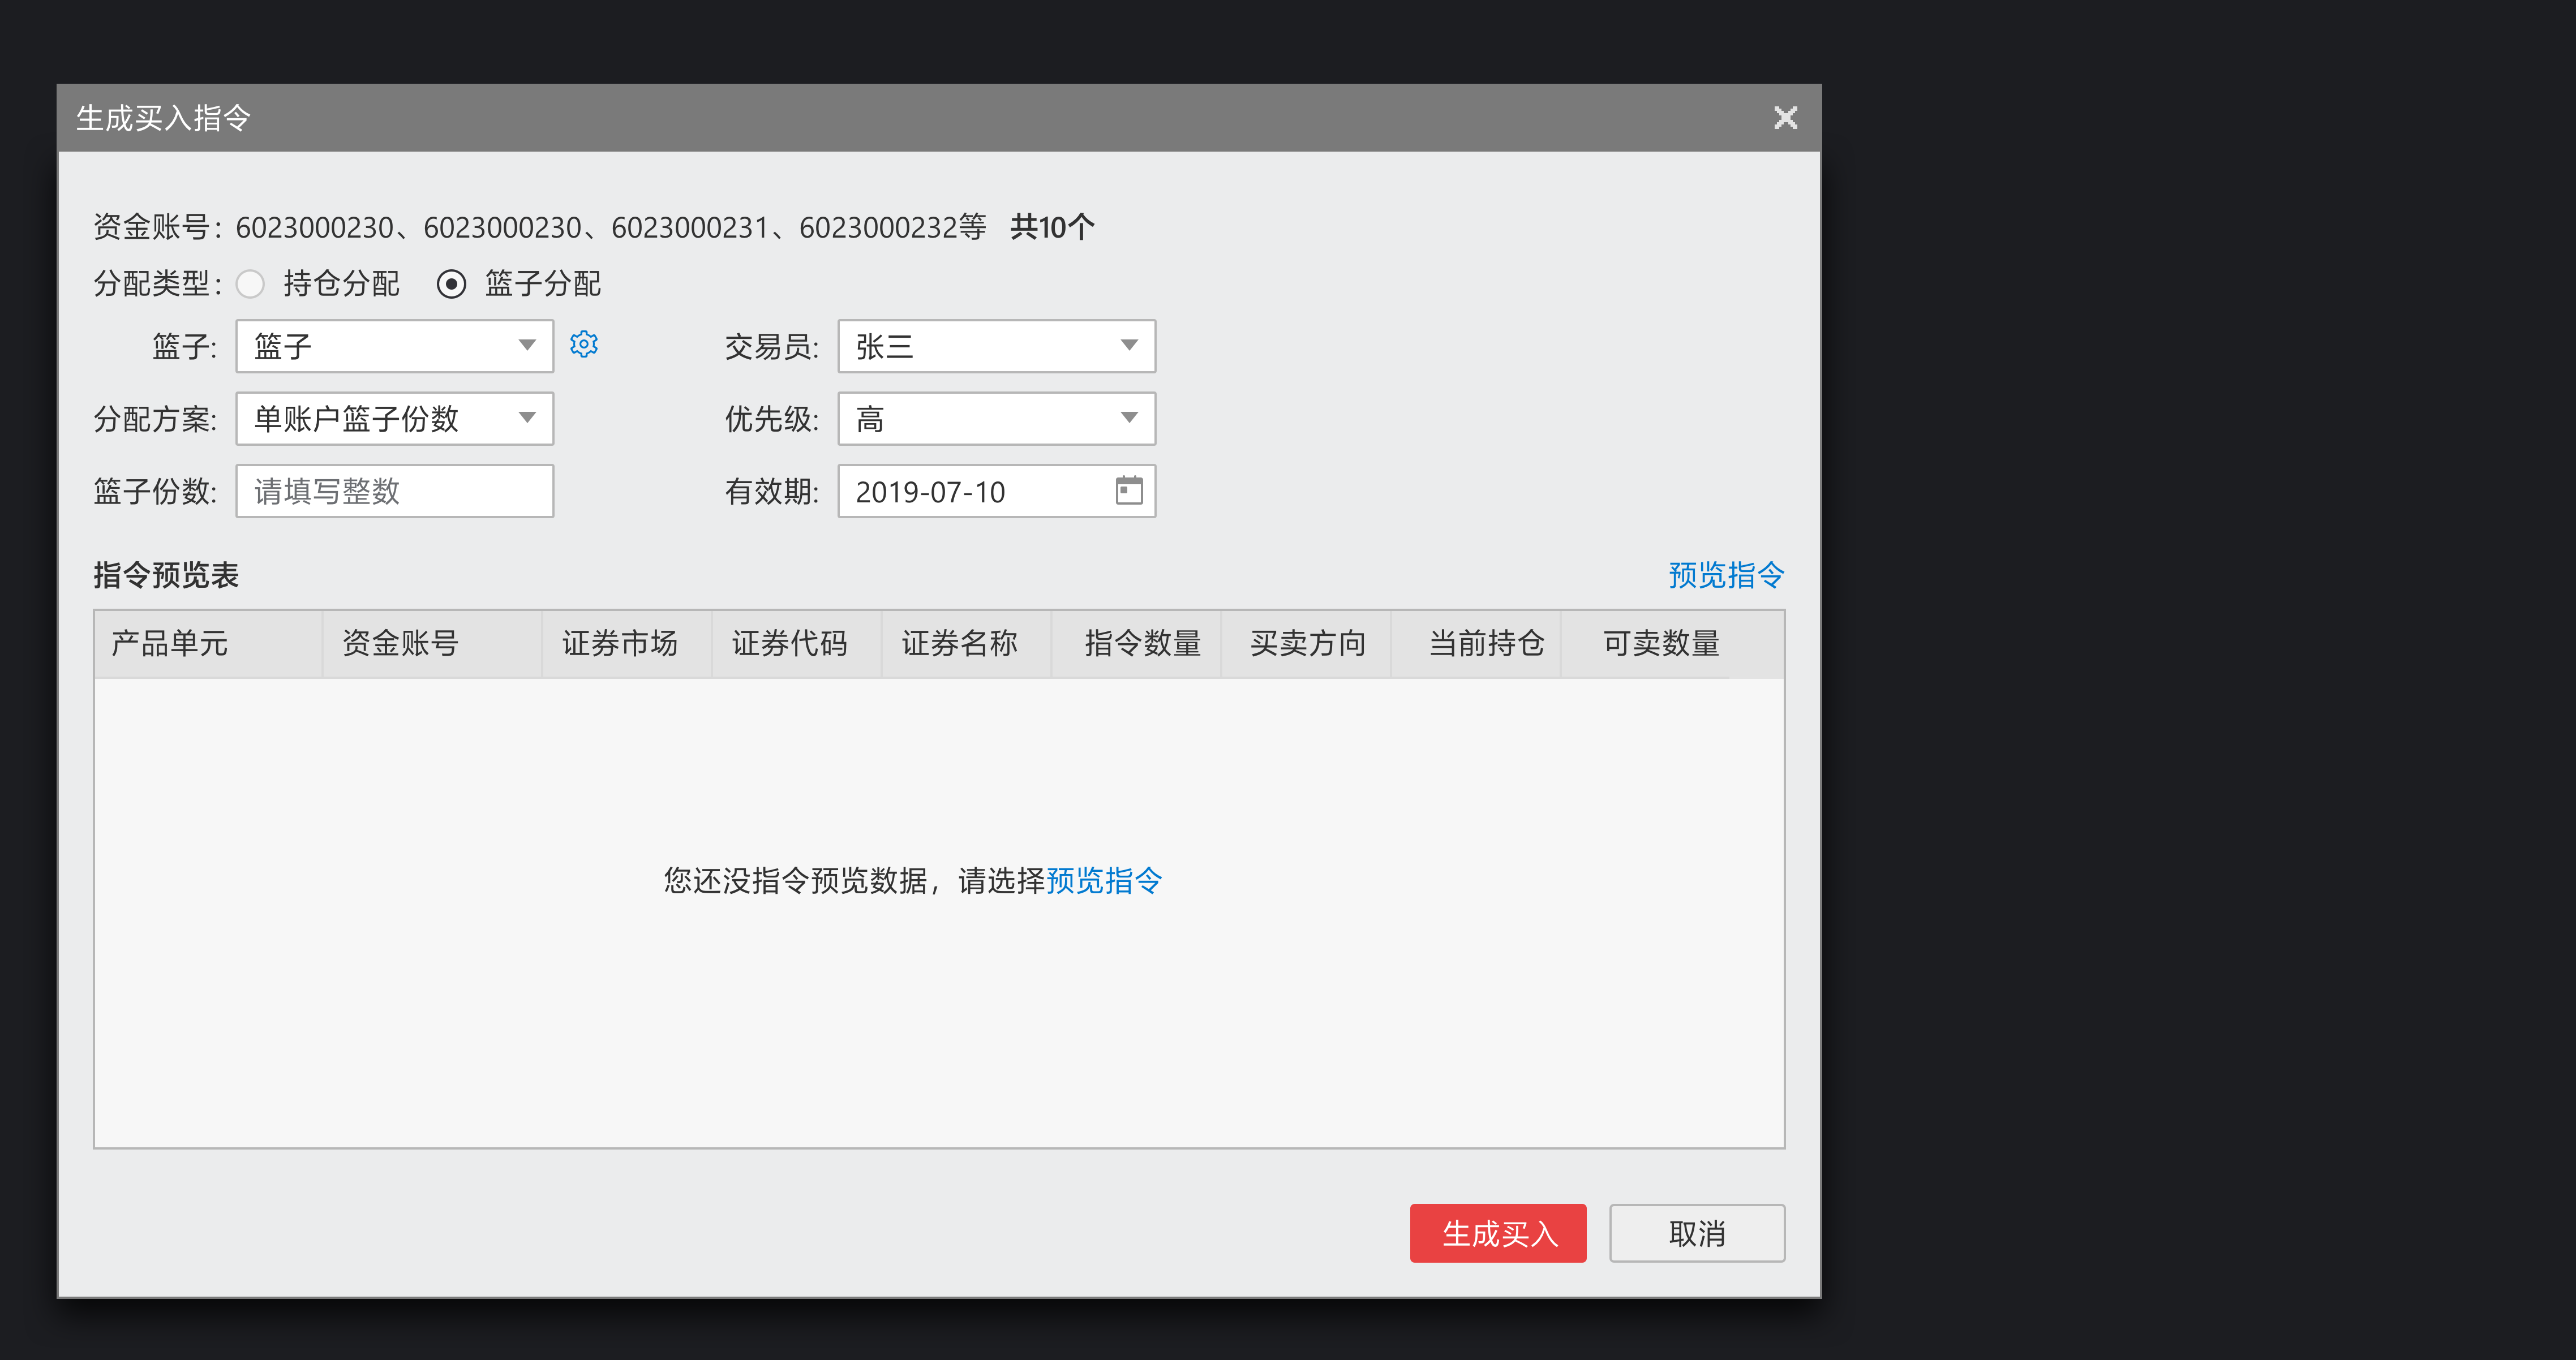 生成买入指令
资金账号：6023000230、6023000230、6023000231、6023000232等 共10个
分配类型： 持仓分配 篮子分配
篮子: 篮子 交易员: 张三
分配方案: 单账户篮子份数 优先级: 高
篮子份数: 请填写整数 有效期: 2019-07-10
指令预览表 预览指令
产品单元 资金账号 证券市场 证券代码 证券名称 指令数量 买卖方向 当前持仓 可卖数量
您还没指令预览数据，请选择预览指令
生成买入 取消